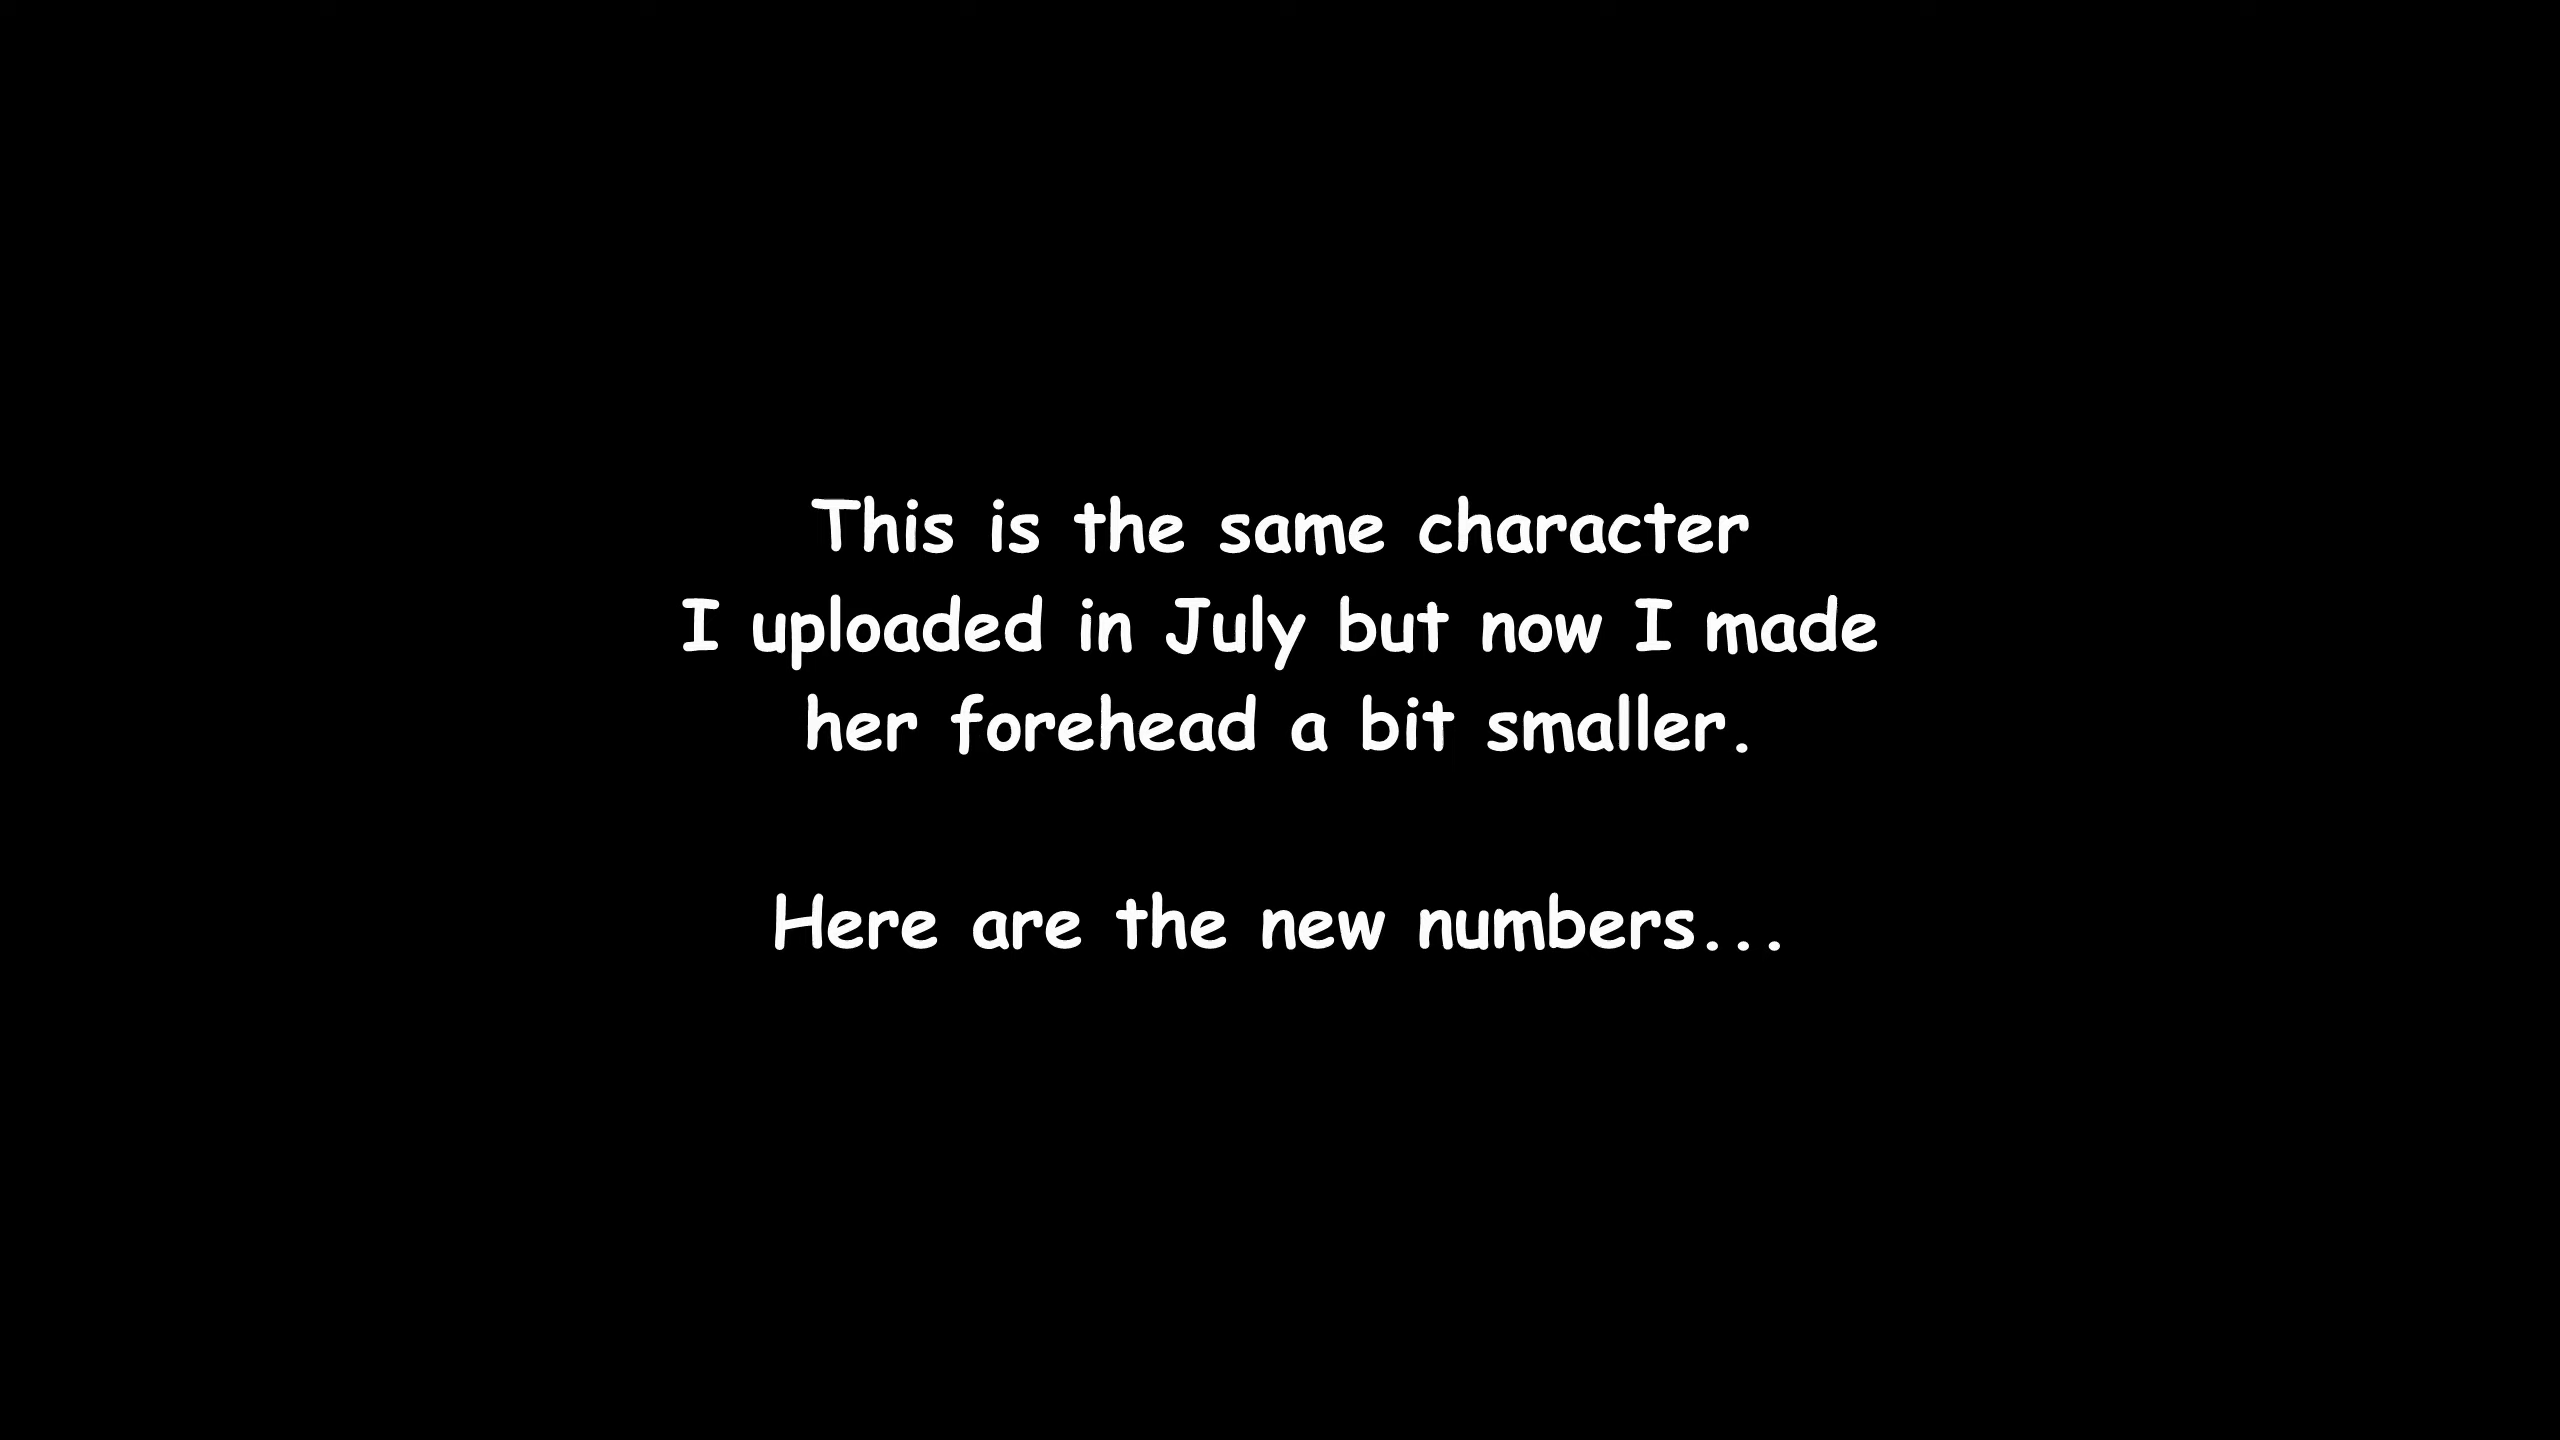 This is the same character
I uploaded in July but now I made
her forehead a bit smaller.
Here are the new numbers...